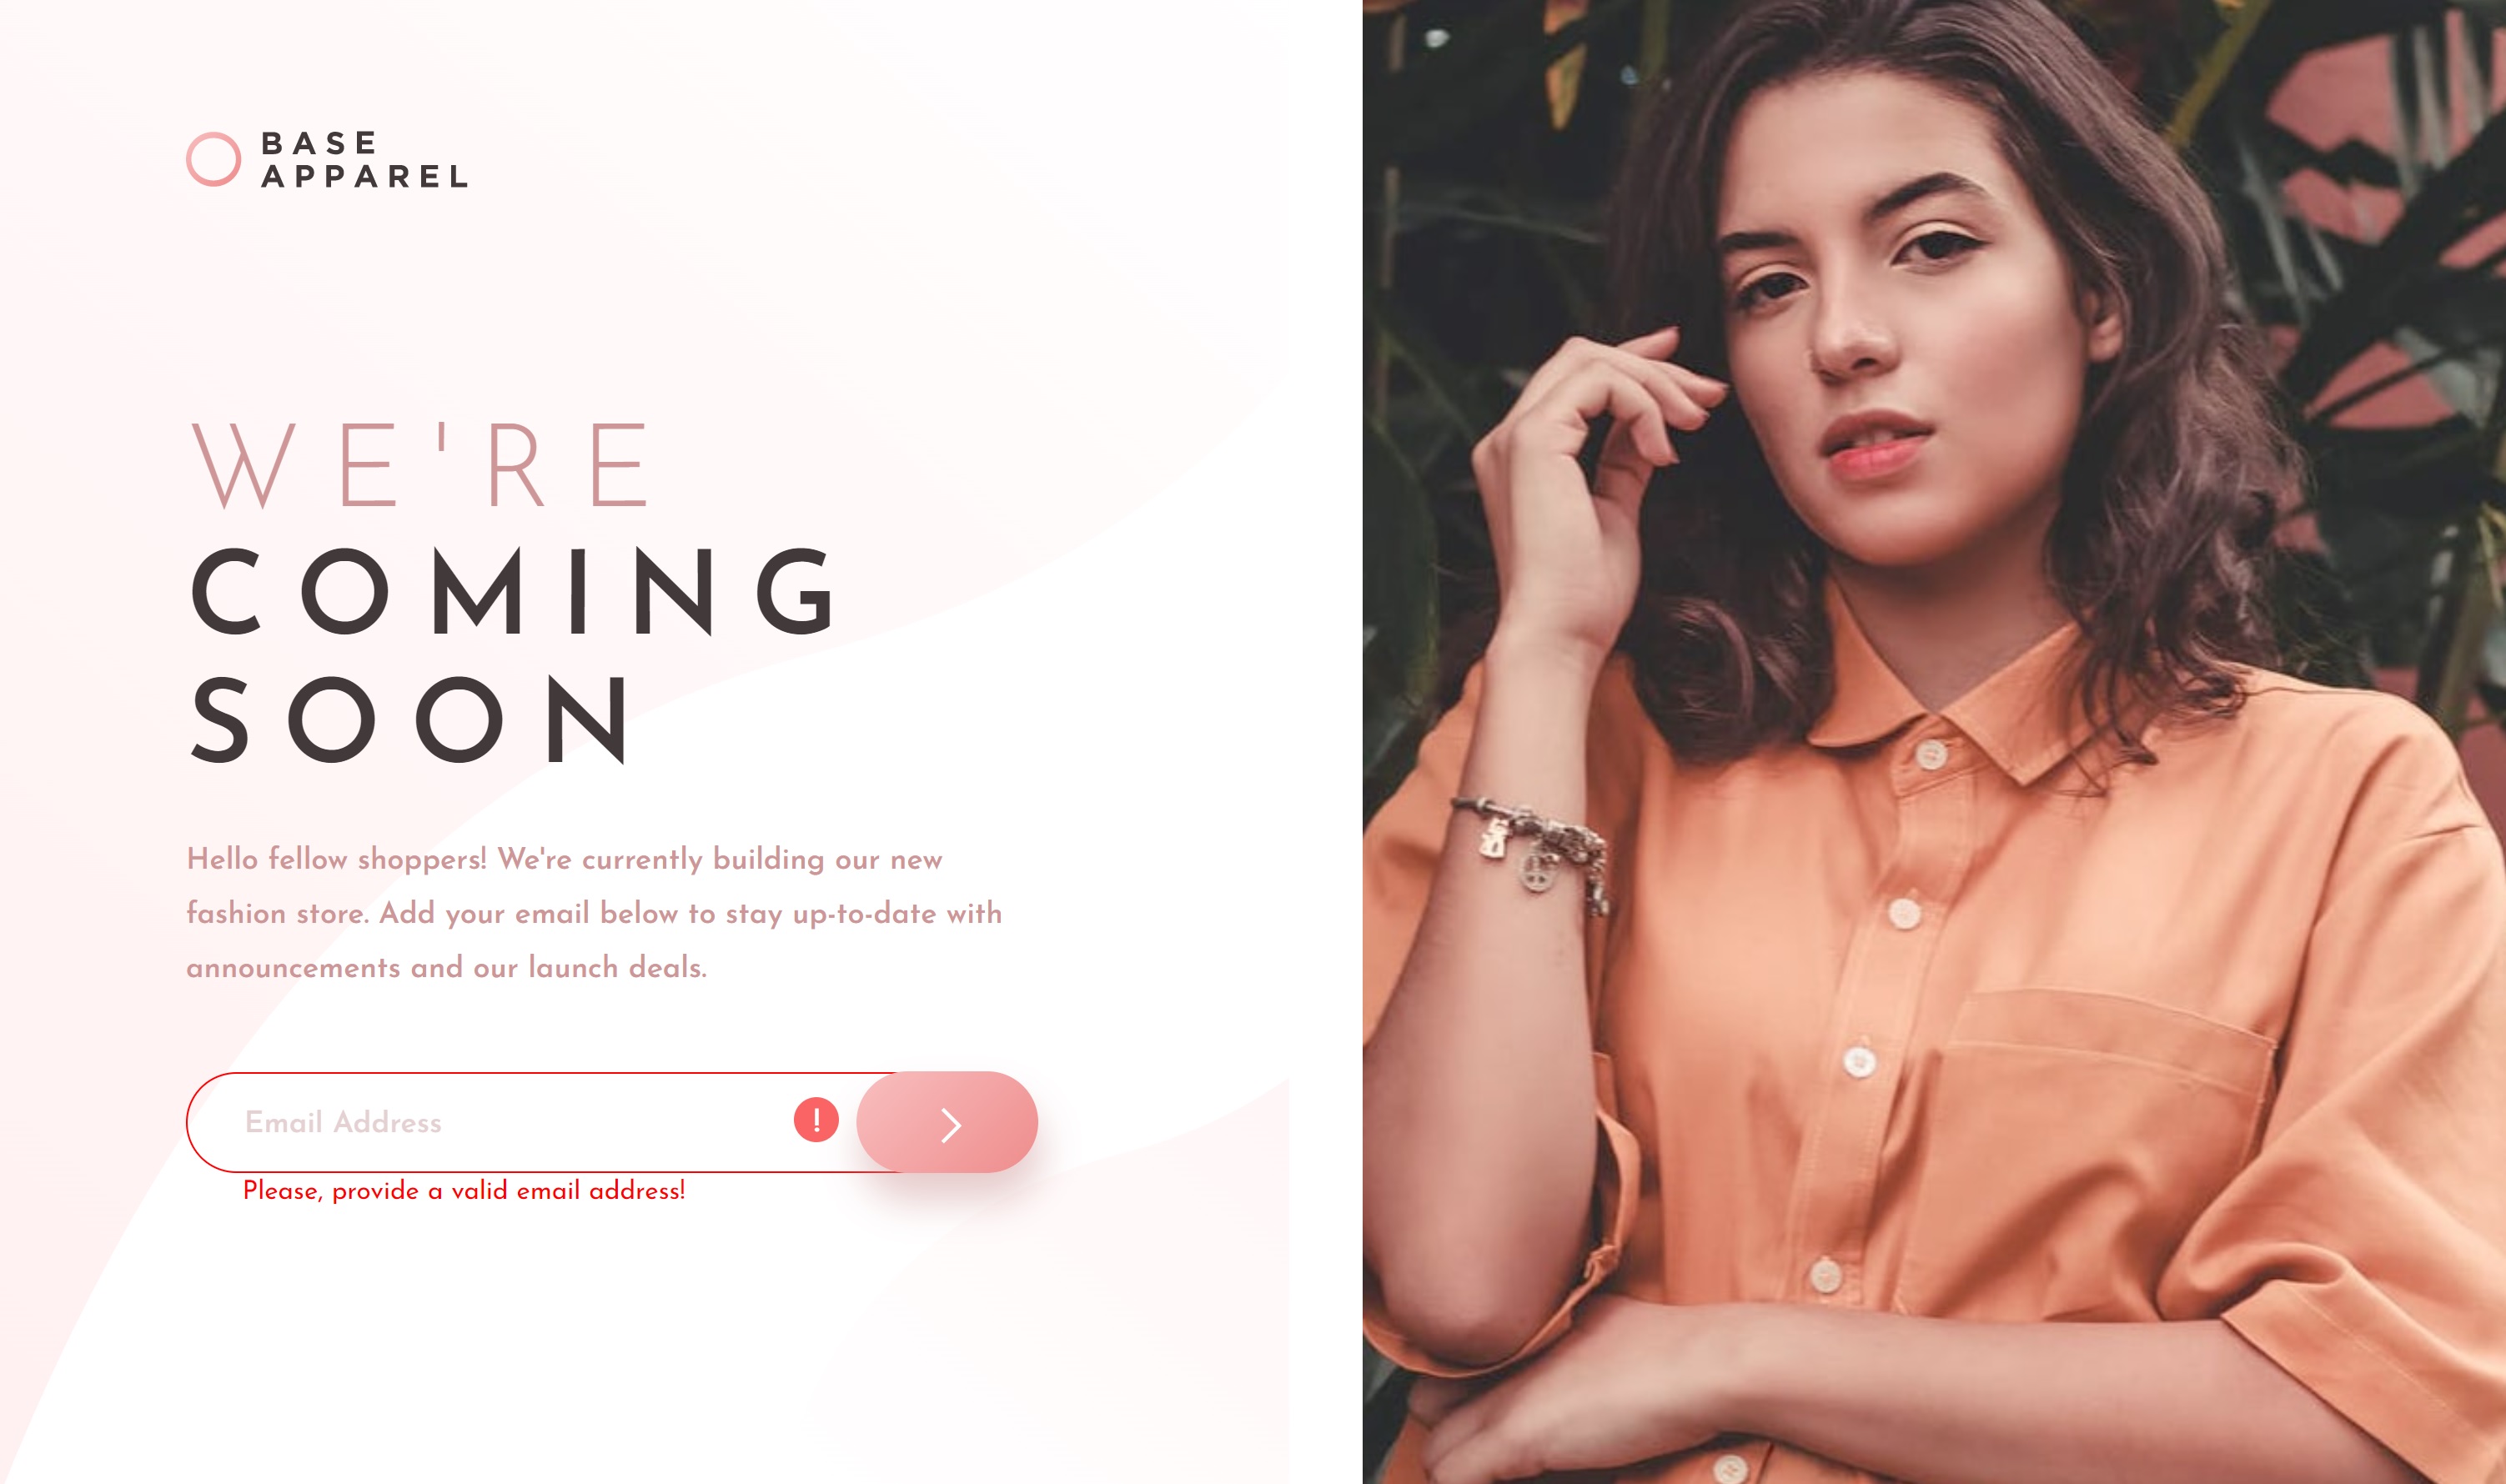 BASE
APPAREL
WE'RE
COMING
SOON
Hello fellow shoppers! We're currently building our new
fashion store. Add your email below to stay up-to-date with
announcements and our launch deals.
Email Address
!
Please, provide a valid email address!